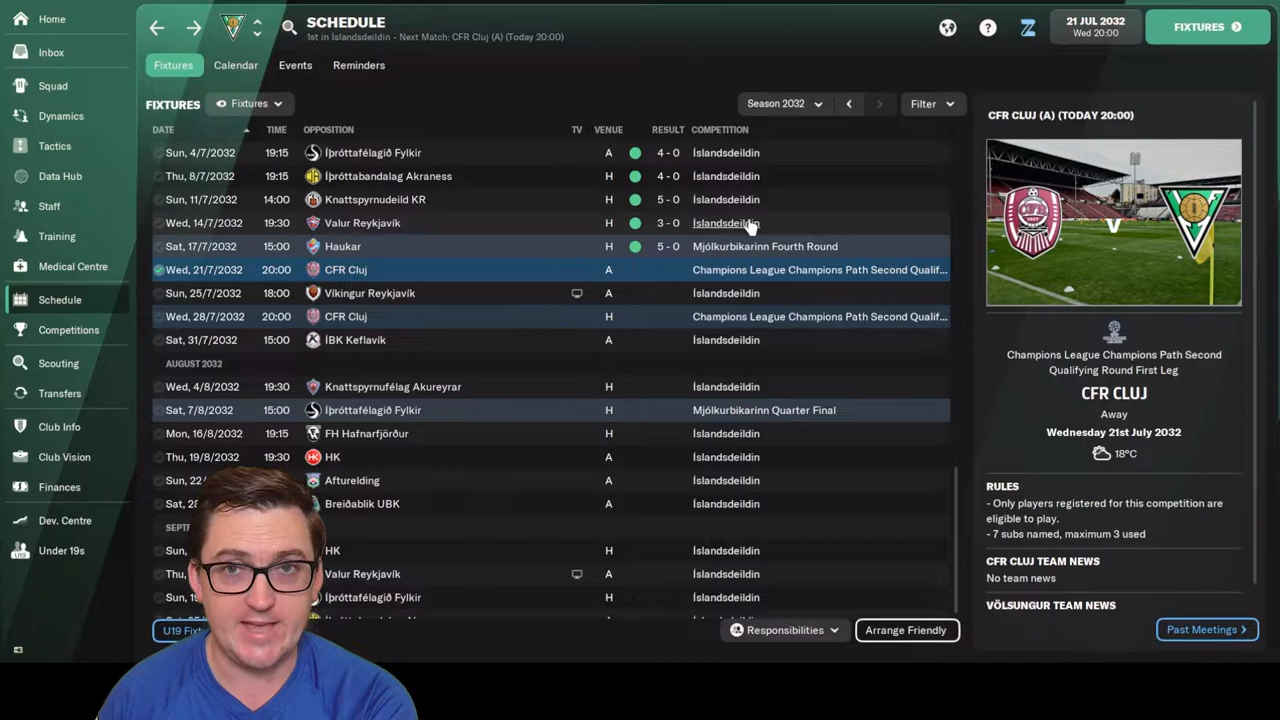 Home
Inbox
Squad
Dynamics
Tactics
Data Hub
Staff
Training
Medical Centre
Schedule
Competitions
Scouting
Transfers
Club Info
Club Vision
Finances
Dev. Centre
Under 19s
SCHEDULE
1st in Íslandsdeildin - Next Match: CFR Cluj (A) (Today 20:00)
21 JUL 2032
Wed 20:00
FIXTURES
Fixtures Calendar Events Reminders
FIXTURES Fixtures Season 2032 Filter
DATE TIME OPPOSITION TV VENUE RESULT COMPETITION
Sun, 4/7/2032 19:15 Íþróttafélagið Fylkir A 4 - 0 Íslandsdeildin
Thu, 8/7/2032 19:15 Íþróttabandalag Akraness H 4 - 0 Íslandsdeildin
Sun, 11/7/2032 14:00 Knattspyrnudeild KR H 5 - 0 Íslandsdeildin
Wed, 14/7/2032 19:30 Valur Reykjavík H 3 - 0 Íslandsdeildin
Sat, 17/7/2032 15:00 Haukar H 5 - 0 Mjólkurbikarinn Fourth Round
Wed, 21/7/2032 20:00 CFR Cluj A Champions League Champions Path Second Qualif...
Sun, 25/7/2032 18:00 Víkingur Reykjavík A Íslandsdeildin
Wed, 28/7/2032 20:00 CFR Cluj H Champions League Champions Path Second Qualif...
Sat, 31/7/2032 15:00 ÍBK Keflavík A Íslandsdeildin
AUGUST 2032
Wed, 4/8/2032 19:30 Knattspyrnufélag Akureyrar H Íslandsdeildin
Sat, 7/8/2032 15:00 Íþróttafélagið Fylkir H Mjólkurbikarinn Quarter Final
Mon, 16/8/2032 19:15 FH Hafnarfjörður H Íslandsdeildin
Thu, 19/8/2032 19:30 HK A Íslandsdeildin
Sun, 22/ Afturelding A Íslandsdeildin
Sat, 28 Breiðablik UBK A Íslandsdeildin
SEPT
Sun, HK H Íslandsdeildin
Thu, Valur Reykjavík A Íslandsdeildin
Sun, Íþróttafélagið Fylkir H Íslandsdeildin
U19 Fixt Responsibilities Arrange Friendly
CFR CLUJ (A) (TODAY 20:00)
V
Champions League Champions Path Second
Qualifying Round First Leg
CFR CLUJ
Away
Wednesday 21st July 2032
18°C
RULES
- Only players registered for this competition are
eligible to play.
- 7 subs named, maximum 3 used
CFR CLUJ TEAM NEWS
No team news
VÖLSUNGUR TEAM NEWS
Past Meetings